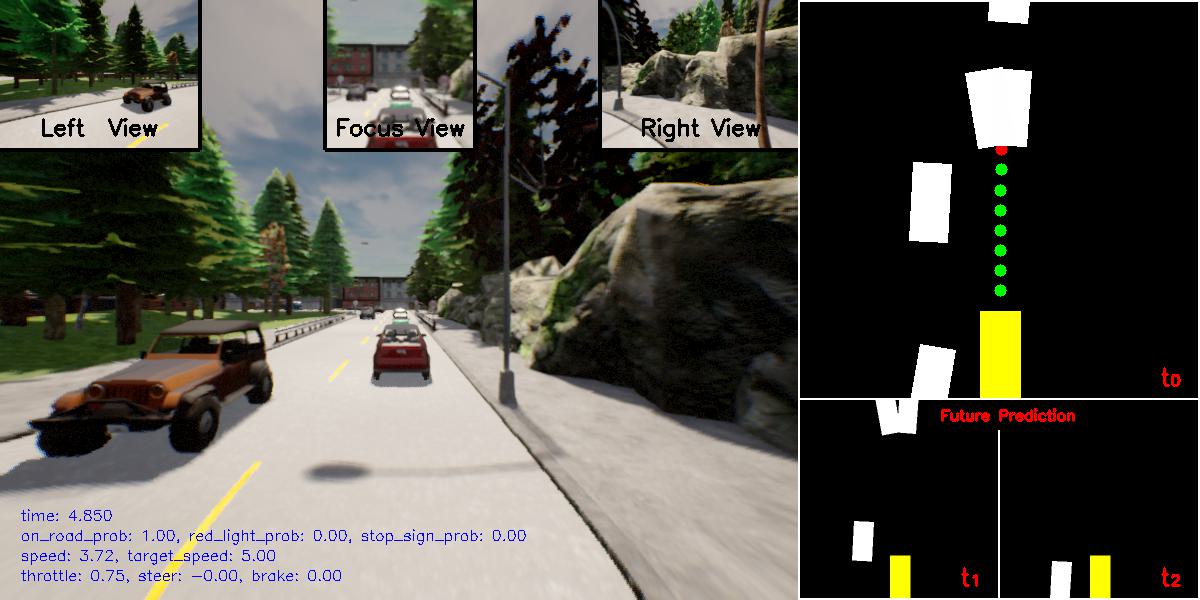 Left View
Focus View
Right View
time: 4.850
on_road_prob: 1.00, red_light_prob: 0.00, stop_sign_prob: 0.00
speed: 3.72, target_speed: 5.00
throttle: 0.75, steer: -0.00, brake: 0.00
t0
Future Prediction
t1
t2